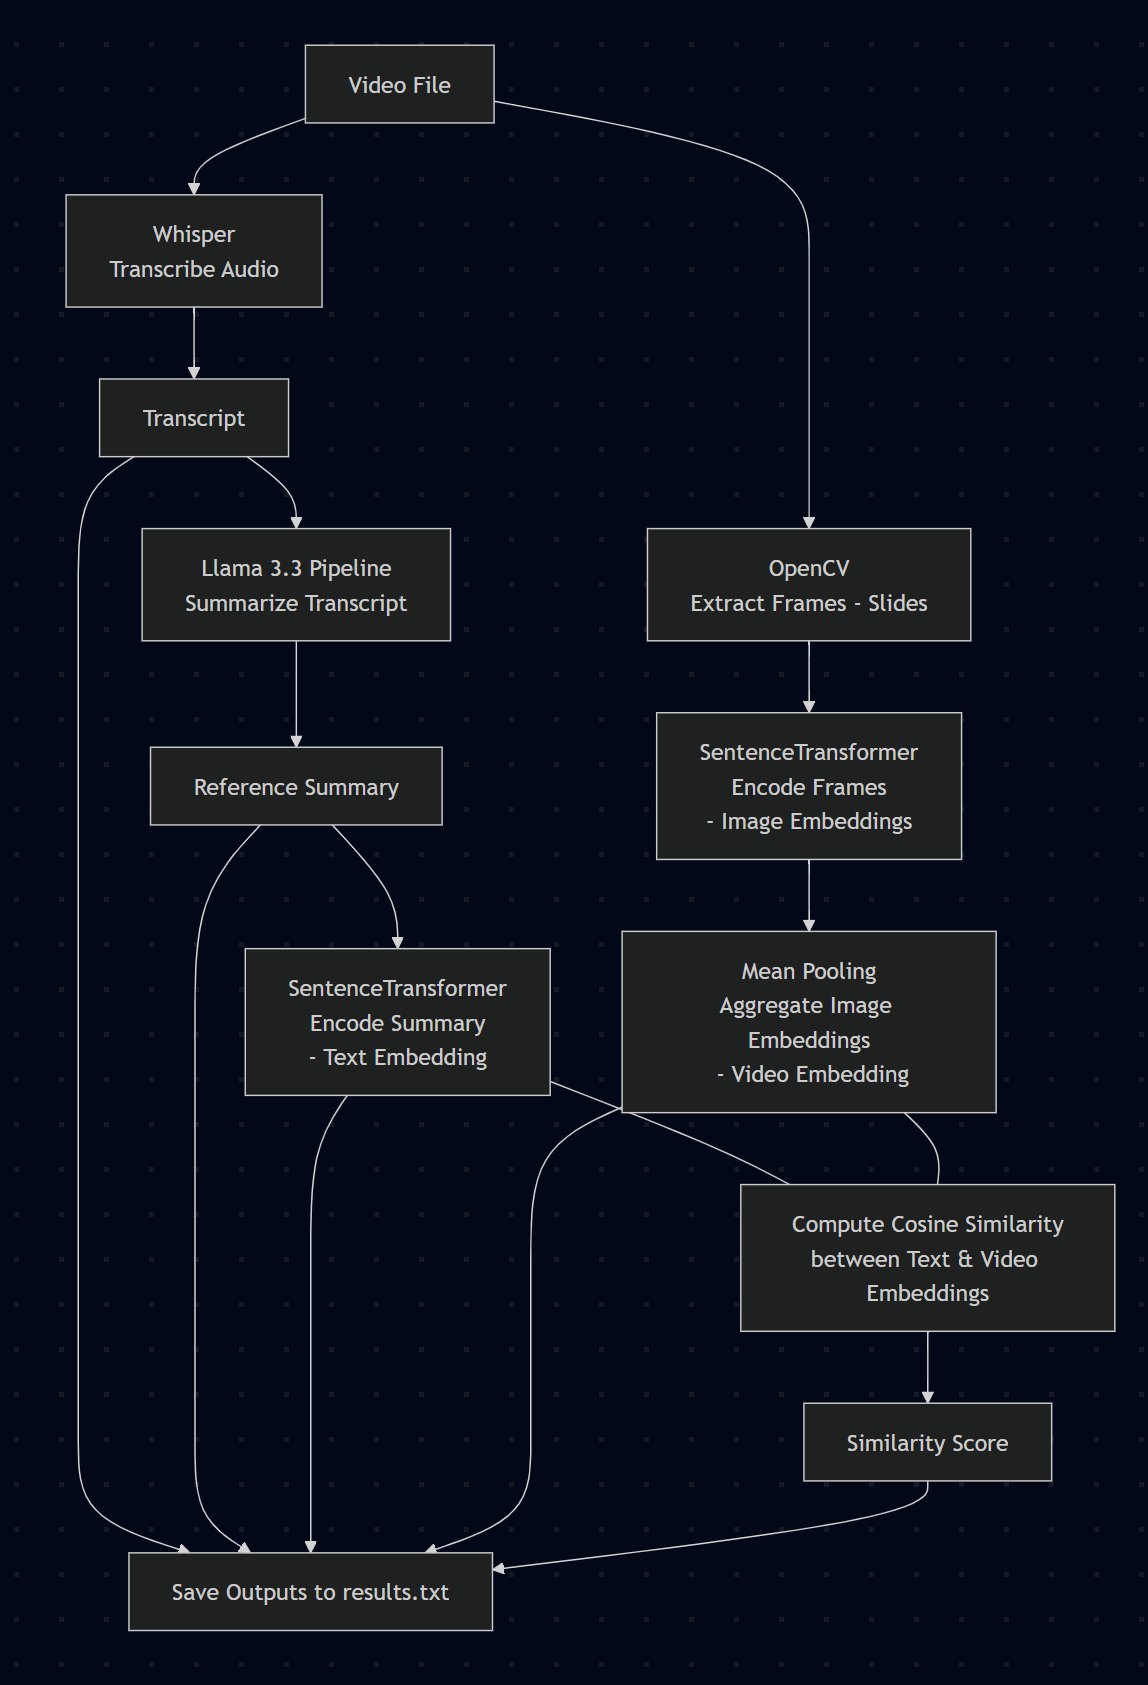 Video File
Whisper
Transcribe Audio
Transcript
Llama 3.3 Pipeline
Summarize Transcript
OpenCV
Extract Frames - Slides
Reference Summary
SentenceTransformer
Encode Frames
- Image Embeddings
SentenceTransformer
Encode Summary
- Text Embedding
Mean Pooling
Aggregate Image
Embeddings
- Video Embedding
Compute Cosine Similarity
between Text & Video
Embeddings
Similarity Score
Save Outputs to results.txt